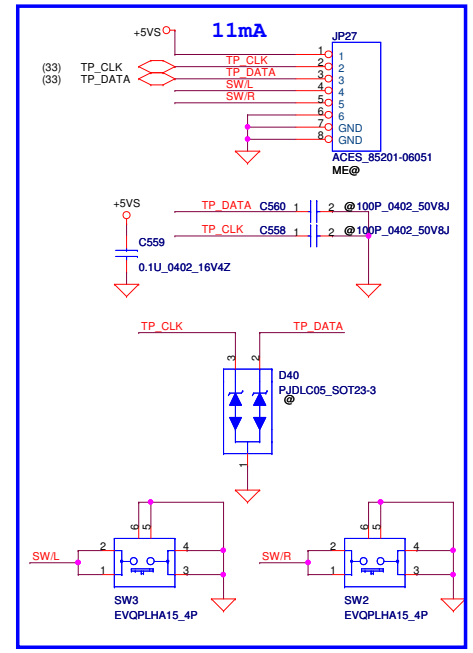 11mA
+5VS
JP27
(33) TP_CLK TP_CLK
(33) TP_DATA TP_DATA
SW/L
SW/R
1 1
2 2
3 3
4 4
5 5
6 6
7 GND
8 GND
ACES_85201-06051
ME@
+5VS
TP_DATA C560 1 2 @100P_0402_50V8J
TP_CLK C558 1 2 @100P_0402_50V8J
C559
0.1U_0402_16V4Z
TP_CLK TP_DATA
3 2
D40
PJDLC05_SOT23-3
@
1
6 5
SW/L 2 4
1 3
SW3
EVQPLHA15_4P
6 5
SW/R 2 4
1 3
SW2
EVQPLHA15_4P